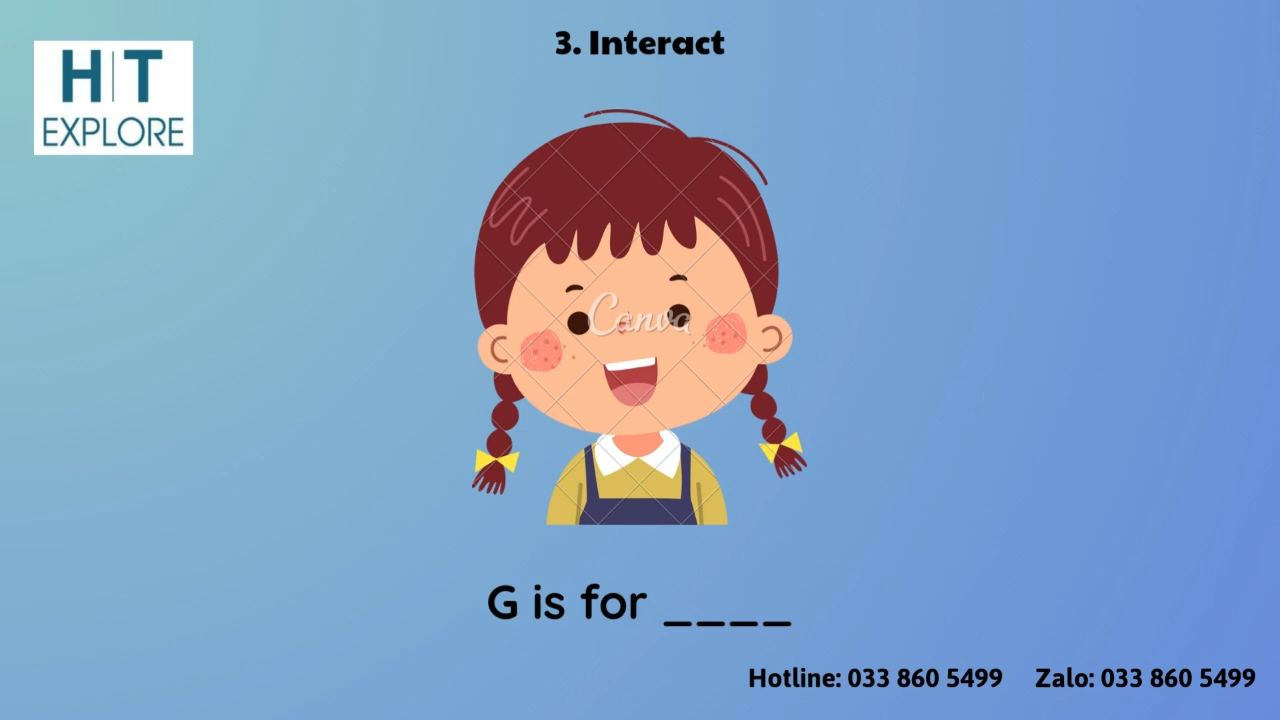 3. Interact
H|T
EXPLORE
Canva
G is for ____
Hotline: 033 860 5499 Zalo: 033 860 5499